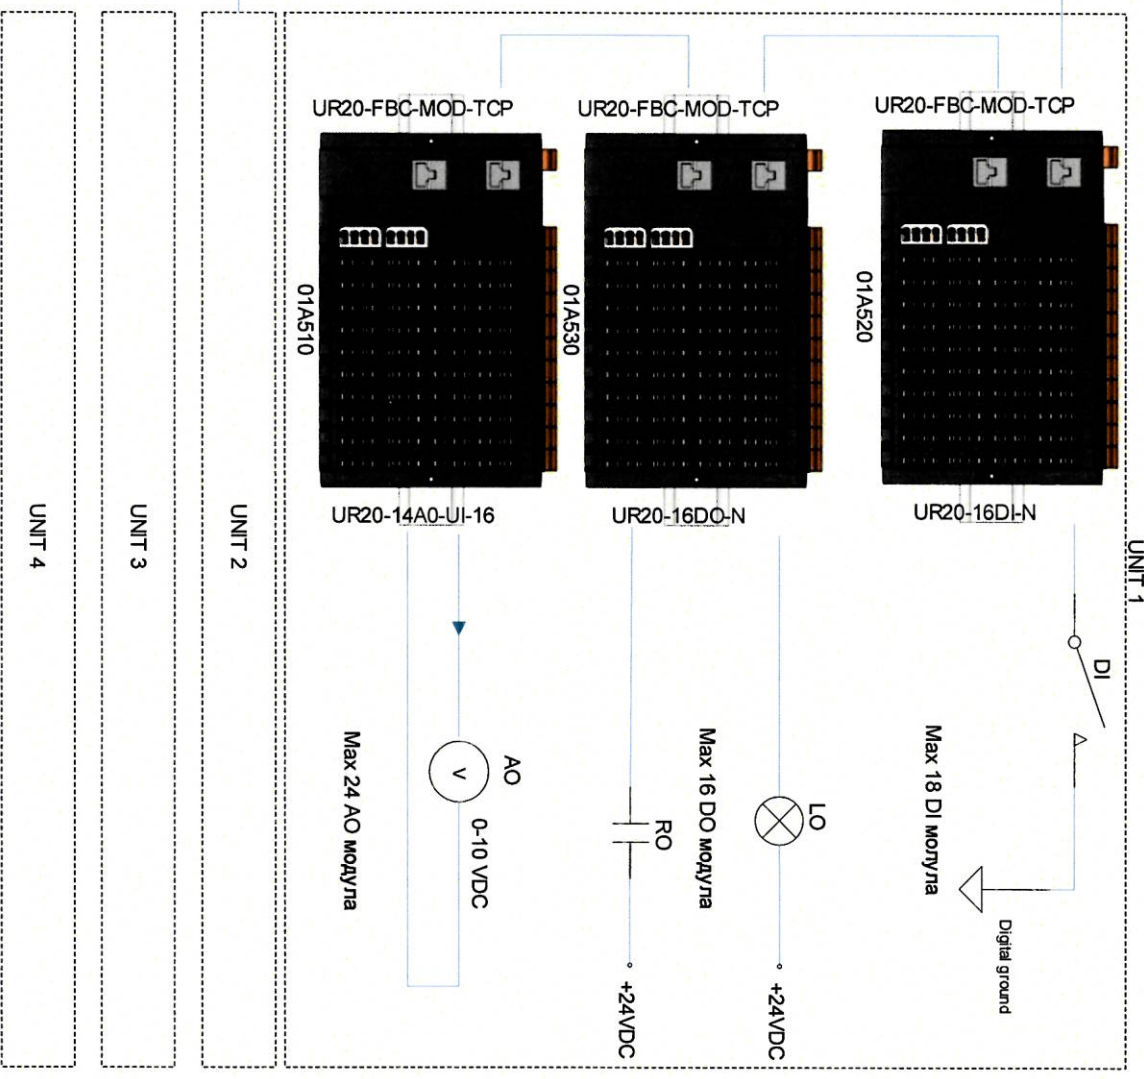 UR20-FBC-MOD-TCP
UR20-FBC-MOD-TCP
UR20-FBC-MOD-TCP
01A510
01A530
01A520
UR20-14A0-UI-16
UR20-16DO-N
UR20-16DI-N
UNIT 4
UNIT 3
UNIT 2
UNIT 1
DI
Max 18 DI молула
Digital ground
LO
Max 16 DO модула
RO
+24VDC
+24VDC
AO
V
0-10 VDC
Max 24 AO модула